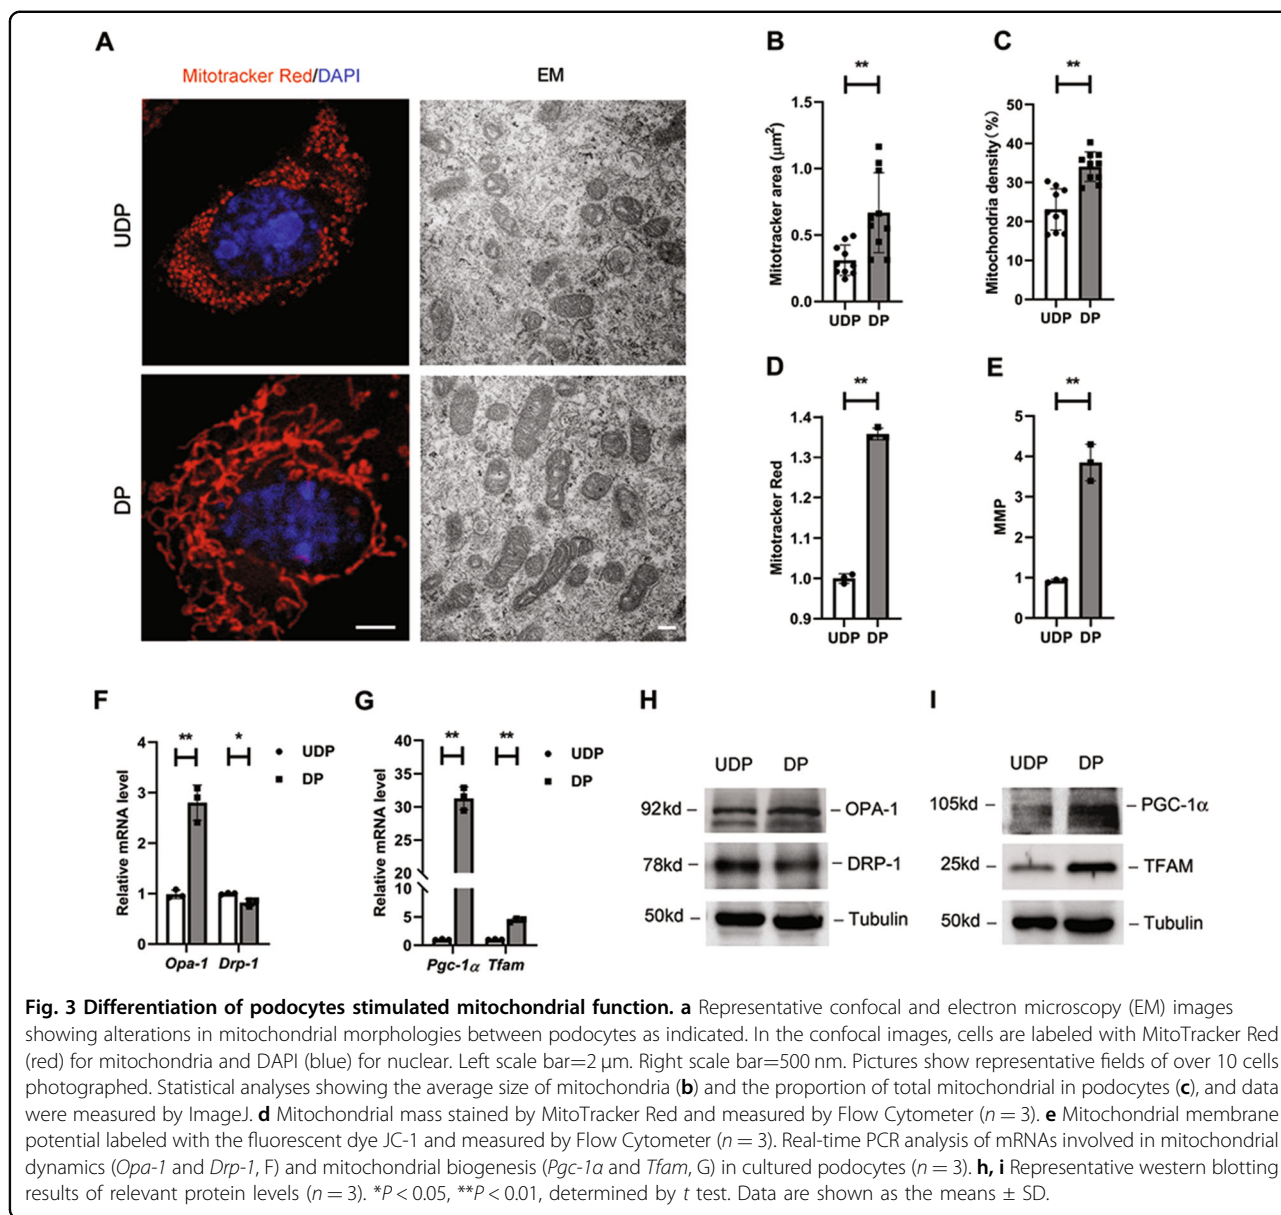 A
Mitotracker Red/DAPI
EM
UDP
DP
B
**
Mitotracker area (μm²)
1.5
1.0
0.5
0.0
UDP DP
C
**
Mitochondria density (%)
50
40
30
20
10
0
UDP DP
D
**
Mitotracker Red
1.4
1.3
1.2
1.1
1.0
0.9
UDP DP
E
**
MMP
5
4
3
2
1
0
UDP DP
F
** *
UDP
DP
Relative mRNA level
4
3
2
1
0
Opa-1 Drp-1
G
** **
UDP
DP
Relative mRNA level
40
35
30
25
20
10
5
0
Pgc-1α Tfam
H
UDP DP
92kd – – OPA-1
78kd – – DRP-1
50kd – – Tubulin
I
UDP DP
105kd – – PGC-1α
25kd – – TFAM
50kd – – Tubulin
Fig. 3 Differentiation of podocytes stimulated mitochondrial function. a Representative confocal and electron microscopy (EM) images
showing alterations in mitochondrial morphologies between podocytes as indicated. In the confocal images, cells are labeled with MitoTracker Red
(red) for mitochondria and DAPI (blue) for nuclear. Left scale bar=2 μm. Right scale bar=500 nm. Pictures show representative fields of over 10 cells
photographed. Statistical analyses showing the average size of mitochondria (b) and the proportion of total mitochondrial in podocytes (c), and data
were measured by ImageJ. d Mitochondrial mass stained by MitoTracker Red and measured by Flow Cytometer (n = 3). e Mitochondrial membrane
potential labeled with the fluorescent dye JC-1 and measured by Flow Cytometer (n = 3). Real-time PCR analysis of mRNAs involved in mitochondrial
dynamics (Opa-1 and Drp-1, F) and mitochondrial biogenesis (Pgc-1α and Tfam, G) in cultured podocytes (n = 3). h, i Representative western blotting
results of relevant protein levels (n = 3). *P < 0.05, **P < 0.01, determined by t test. Data are shown as the means ± SD.